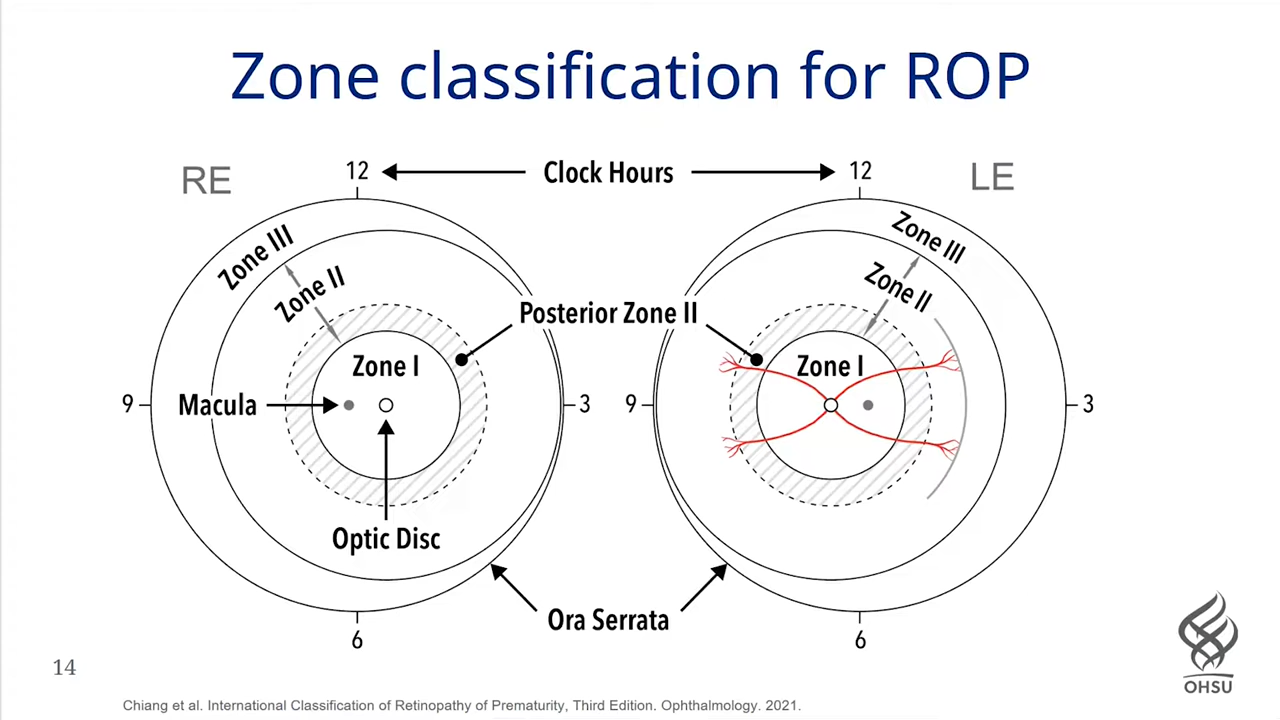 Zone classification for ROP
RE
12
Clock Hours
12
LE
Zone III
Zone II
Zone III
Zone II
Posterior Zone II
Zone I
Zone I
9
Macula
3
9
3
Optic Disc
Ora Serrata
6
6
14
OHSU
Chiang et al. International Classification of Retinopathy of Prematurity, Third Edition. Ophthalmology. 2021.